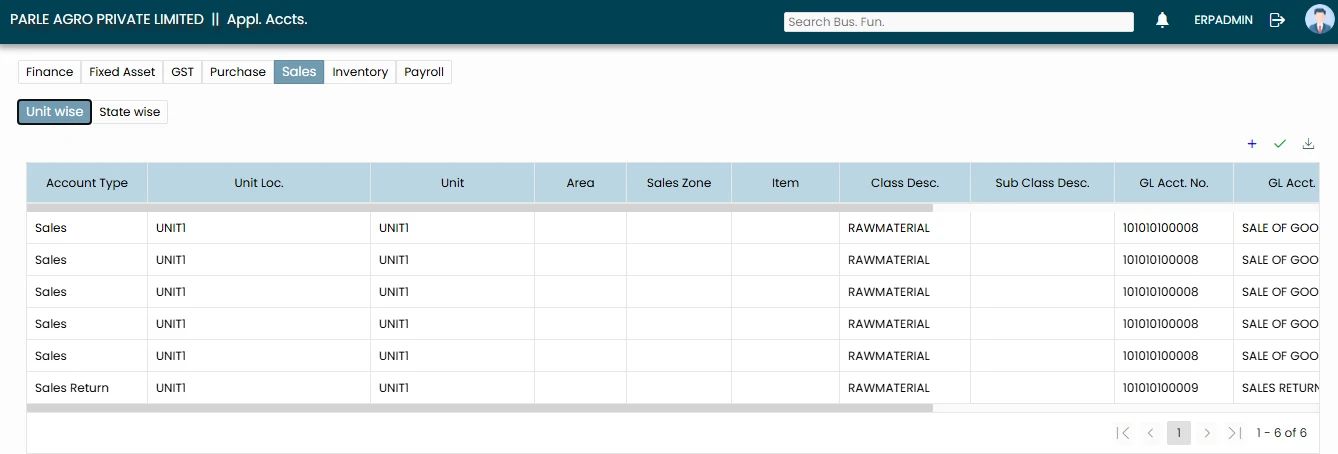 PARLE AGRO PRIVATE LIMITED || Appl. Accts. Search Bus. Fun. ERPADMIN
Finance Fixed Asset GST Purchase Sales Inventory Payroll
Unit wise State wise
Account Type Unit Loc. Unit Area Sales Zone Item Class Desc. Sub Class Desc. GL Acct. No. GL Acct.
Sales UNIT1 UNIT1 RAWMATERIAL 101010100008 SALE OF GOO
Sales UNIT1 UNIT1 RAWMATERIAL 101010100008 SALE OF GOO
Sales UNIT1 UNIT1 RAWMATERIAL 101010100008 SALE OF GOO
Sales UNIT1 UNIT1 RAWMATERIAL 101010100008 SALE OF GOO
Sales UNIT1 UNIT1 RAWMATERIAL 101010100008 SALE OF GOO
Sales Return UNIT1 UNIT1 RAWMATERIAL 101010100009 SALES RETURN
1 1 - 6 of 6